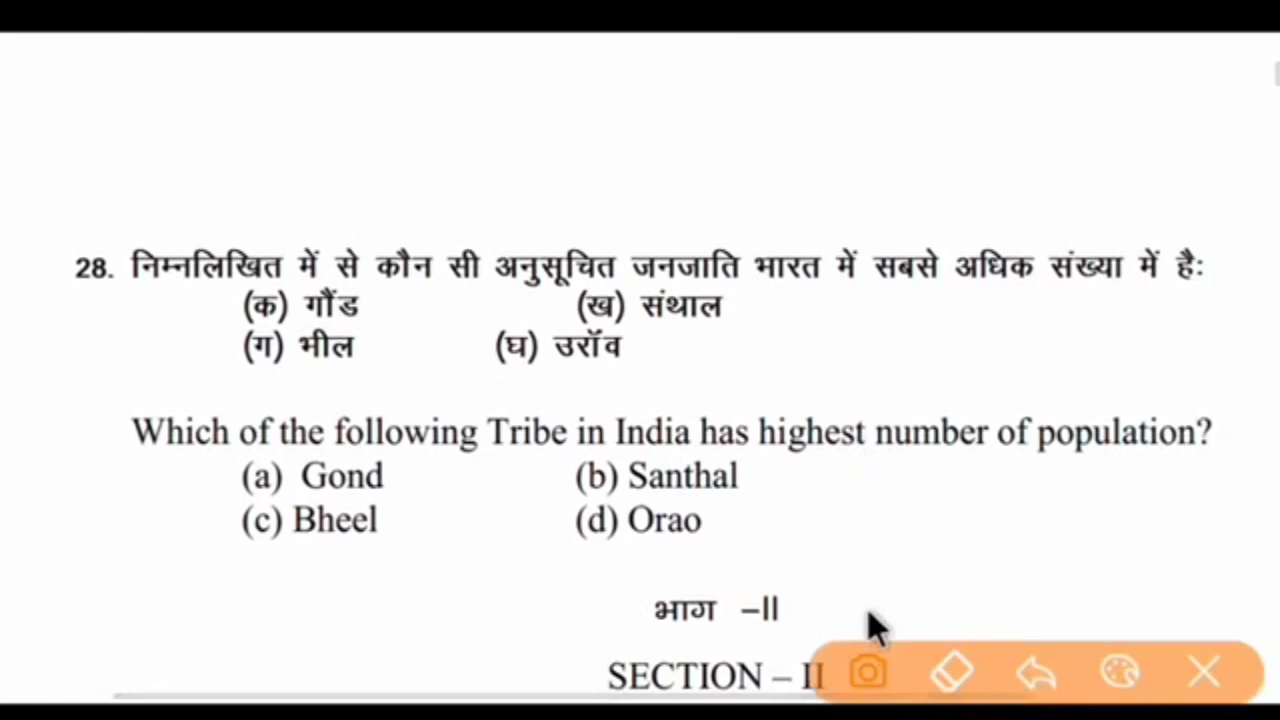 28. निम्नलिखित में से कौन सी अनुसूचित जनजाति भारत में सबसे अधिक संख्या में है:
(क) गौंड (ख) संथाल
(ग) भील (घ) उरॉव
Which of the following Tribe in India has highest number of population?
(a) Gond (b) Santhal
(c) Bheel (d) Orao
भाग –II
SECTION – II